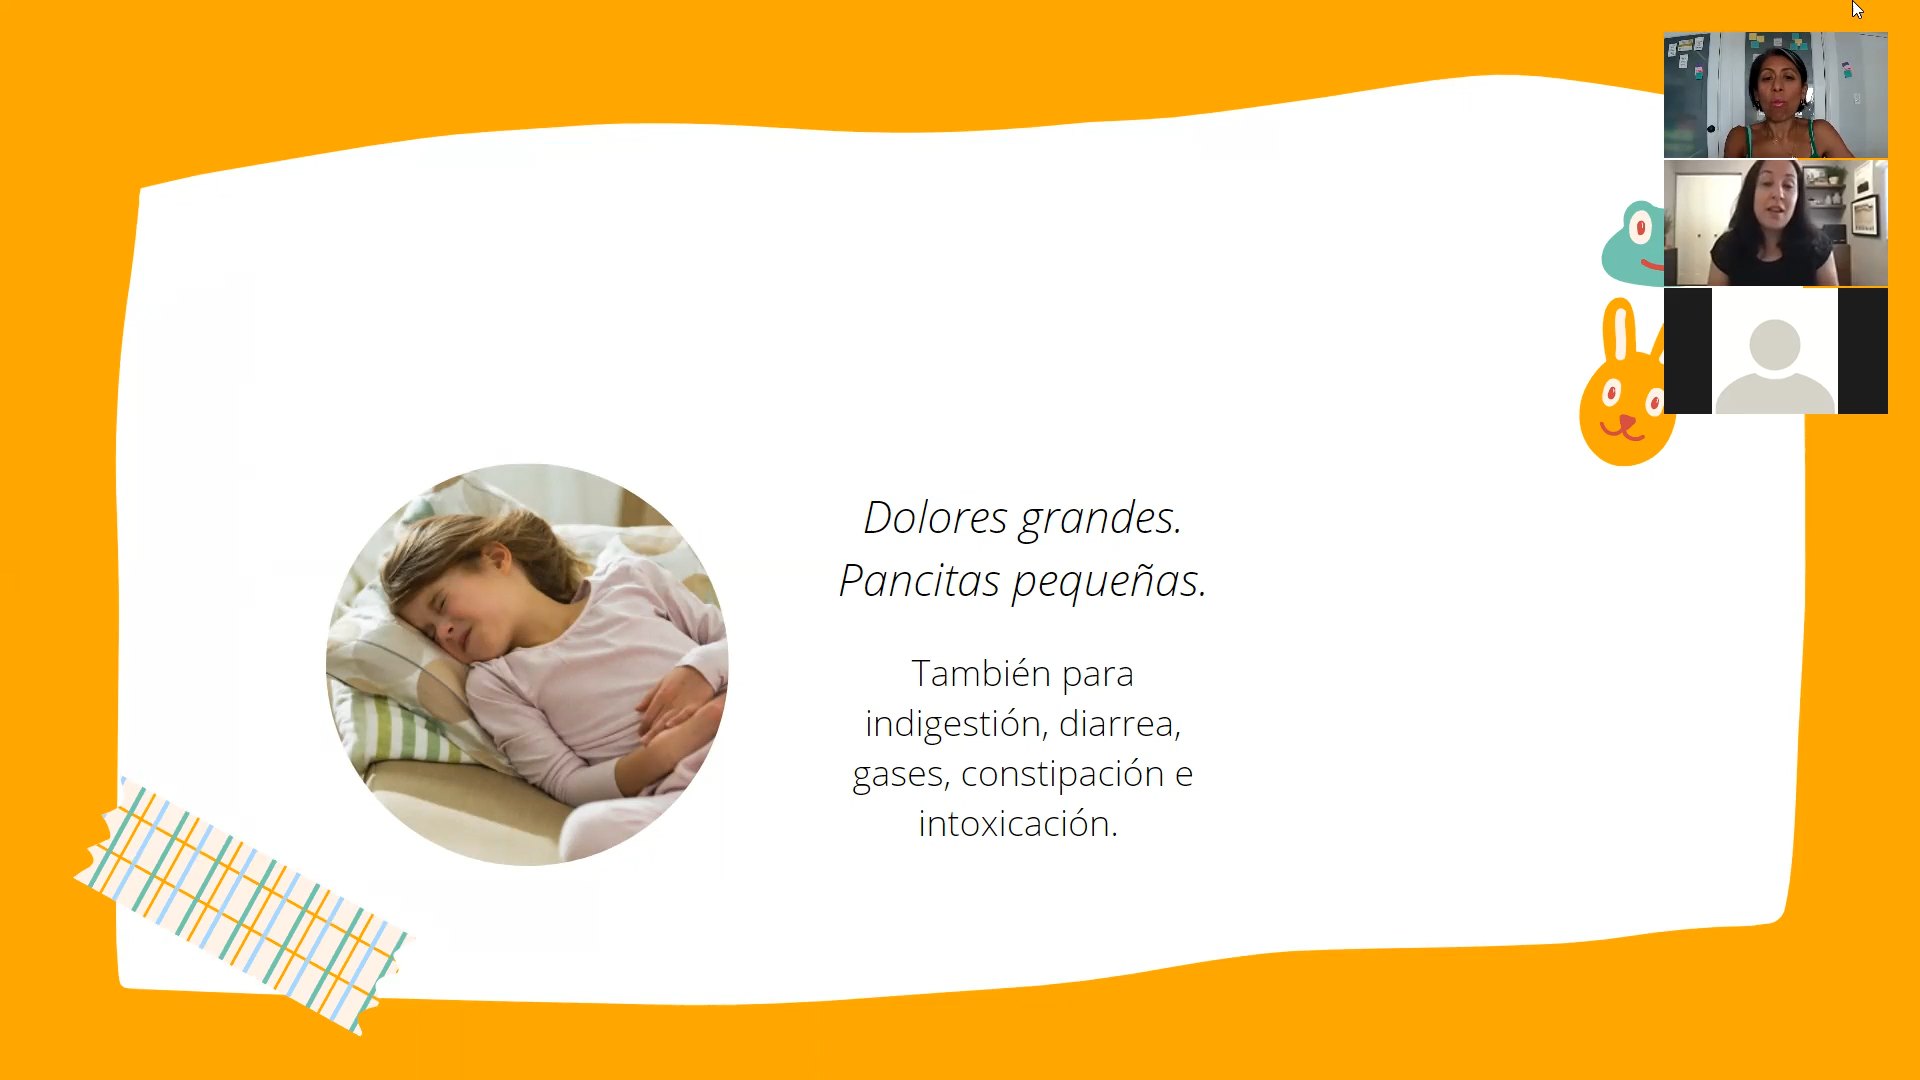 Dolores grandes.
Pancitas pequeñas.
También para
indigestión, diarrea,
gases, constipación e
intoxicación.